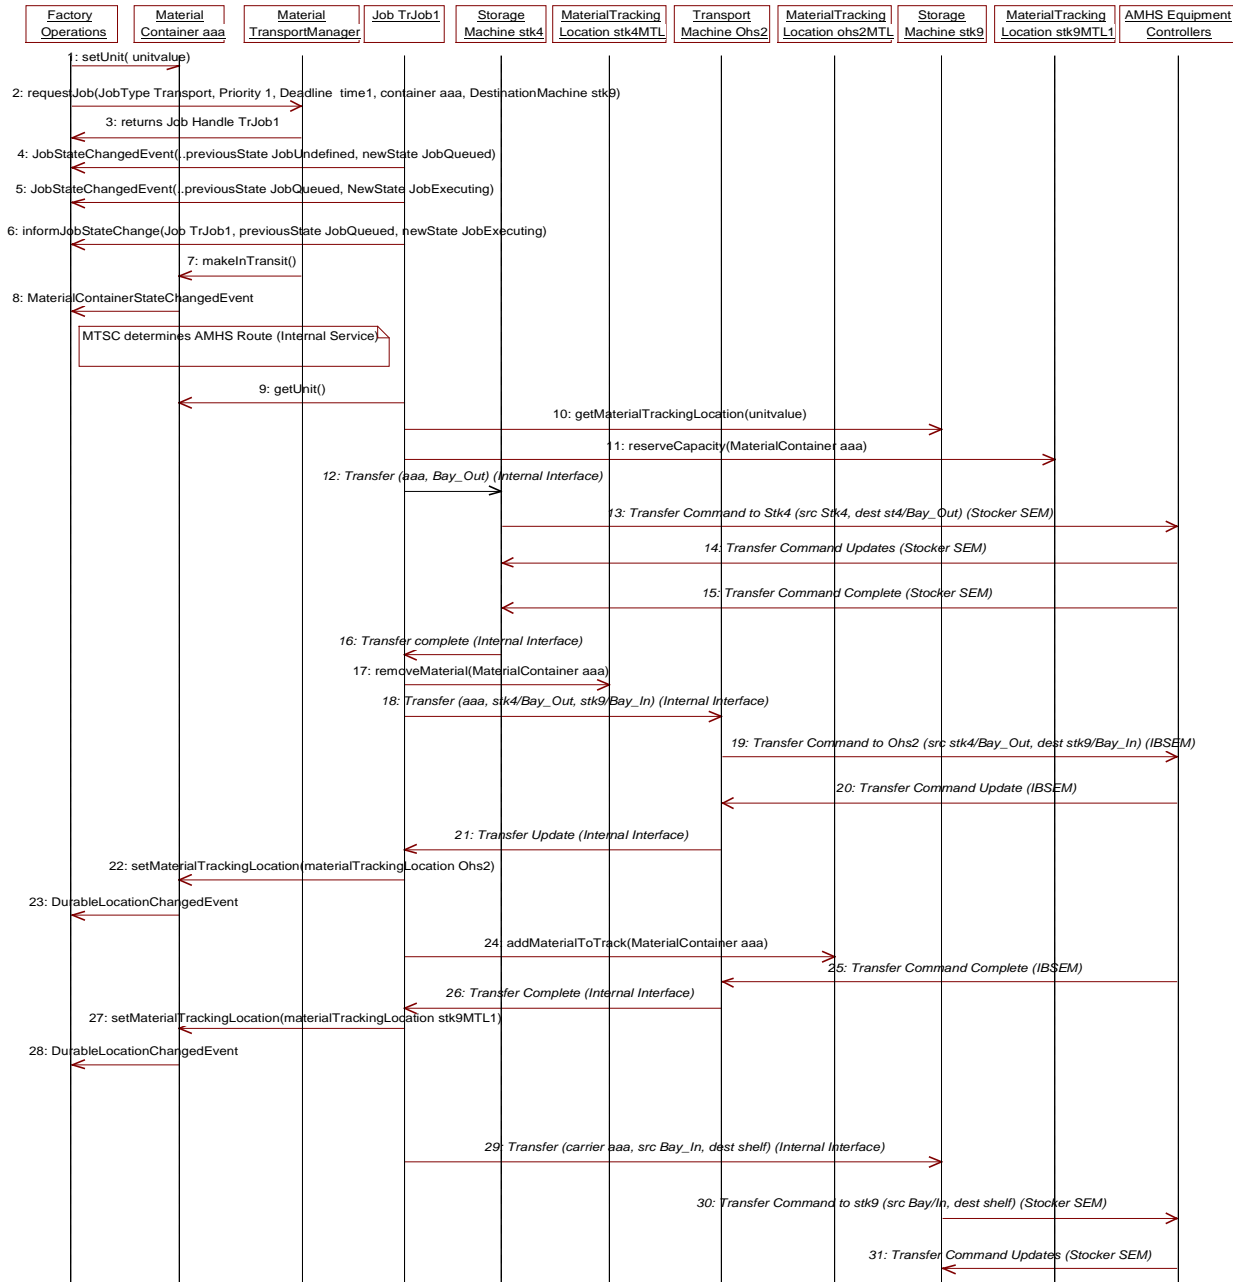 Factory
Operations
Material
Container aaa
Material
TransportManager
Job TrJob1
Storage
Machine stk4
MaterialTracking
Location stk4MTL
Transport
Machine Ohs2
MaterialTracking
Location ohs2MTL
Storage
Machine stk9
MaterialTracking
Location stk9MTL1
AMHS Equipment
Controllers
1: setUnit( unitvalue)
2: requestJob(JobType Transport, Priority 1, Deadline time1, container aaa, DestinationMachine stk9)
3: returns Job Handle TrJob1
4: JobStateChangedEvent(..previousState JobUndefined, newState JobQueued)
5: JobStateChangedEvent(..previousState JobQueued, NewState JobExecuting)
6: informJobStateChange(Job TrJob1, previousState JobQueued, newState JobExecuting)
7: makeInTransit()
8: MaterialContainerStateChangedEvent
MTSC determines AMHS Route (Internal Service)
9: getUnit()
10: getMaterialTrackingLocation(unitvalue)
11: reserveCapacity(MaterialContainer aaa)
12: Transfer (aaa, Bay_Out) (Internal Interface)
13: Transfer Command to Stk4 (src Stk4, dest st4/Bay_Out) (Stocker SEM)
14: Transfer Command Updates (Stocker SEM)
15: Transfer Command Complete (Stocker SEM)
16: Transfer complete (Internal Interface)
17: removeMaterial(MaterialContainer aaa)
18: Transfer (aaa, stk4/Bay_Out, stk9/Bay_In) (Internal Interface)
19: Transfer Command to Ohs2 (src stk4/Bay_Out, dest stk9/Bay_In) (IBSEM)
20: Transfer Command Update (IBSEM)
21: Transfer Update (Internal Interface)
22: setMaterialTrackingLocation(materialTrackingLocation Ohs2)
23: DurableLocationChangedEvent
24: addMaterialToTrack(MaterialContainer aaa)
25: Transfer Command Complete (IBSEM)
26: Transfer Complete (Internal Interface)
27: setMaterialTrackingLocation(materialTrackingLocation stk9MTL1)
28: DurableLocationChangedEvent
29: Transfer (carrier aaa, src Bay_In, dest shelf) (Internal Interface)
30: Transfer Command to stk9 (src Bay/In, dest shelf) (Stocker SEM)
31: Transfer Command Updates (Stocker SEM)